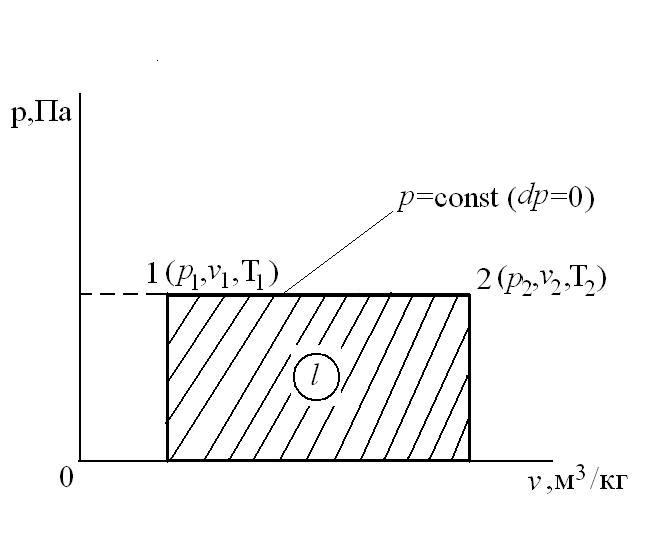 p,Па
p=const (dp=0)
1 (p₁,v₁,T₁)
2 (p₂,v₂,T₂)
l
0
v,м³/кг